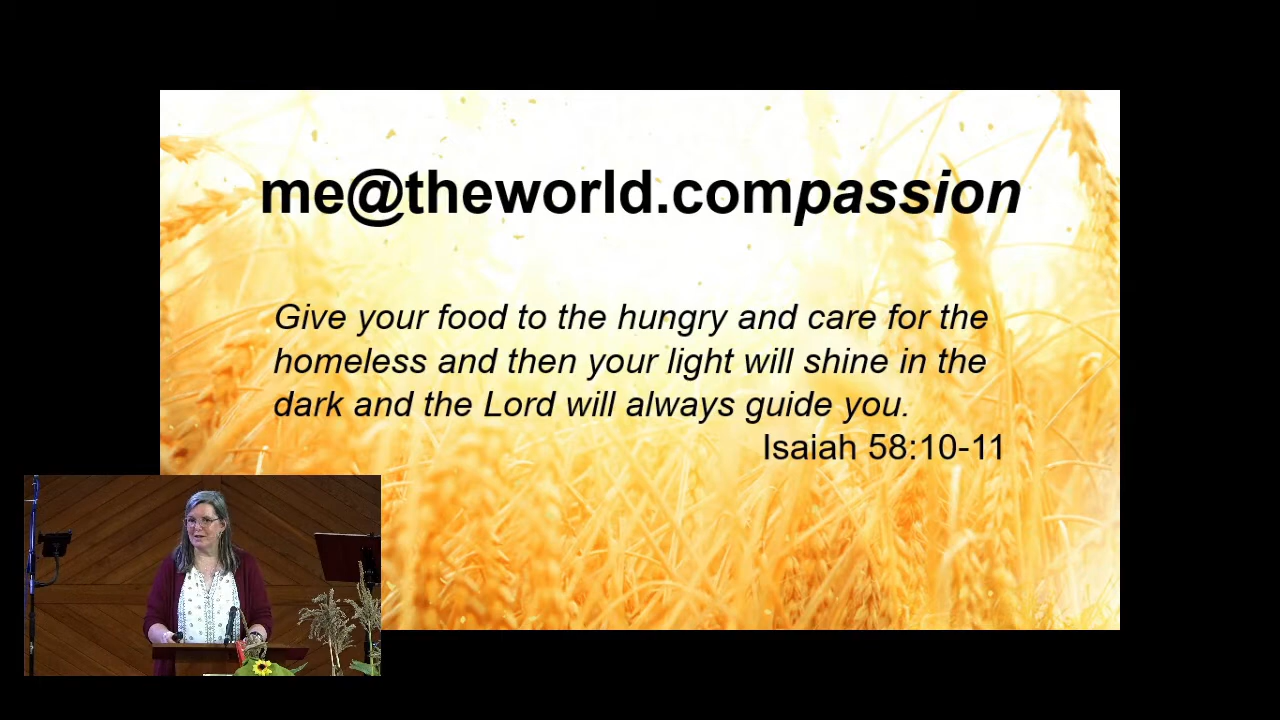 me@theworld.compassion
Give your food to the hungry and care for the
homeless and then your light will shine in the
dark and the Lord will always guide you.
Isaiah 58:10-11